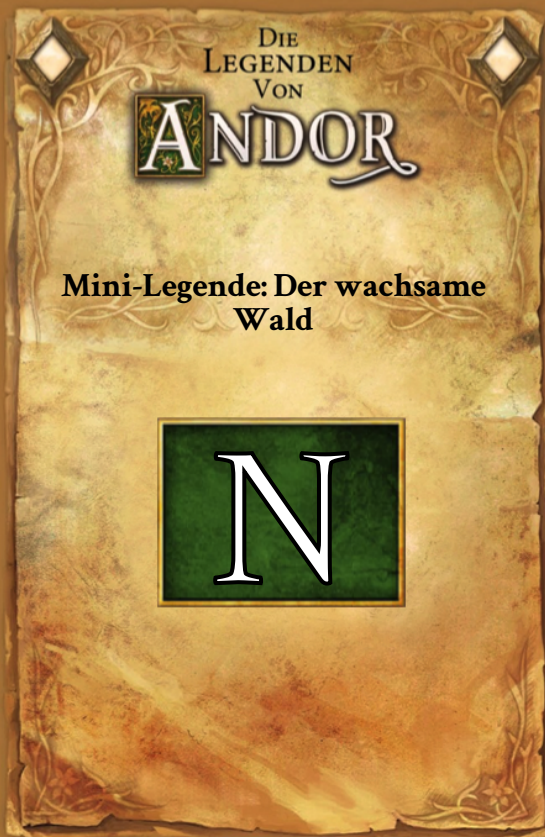 Die
Legenden
Von
Andor
Mini-Legende: Der wachsame
Wald
N